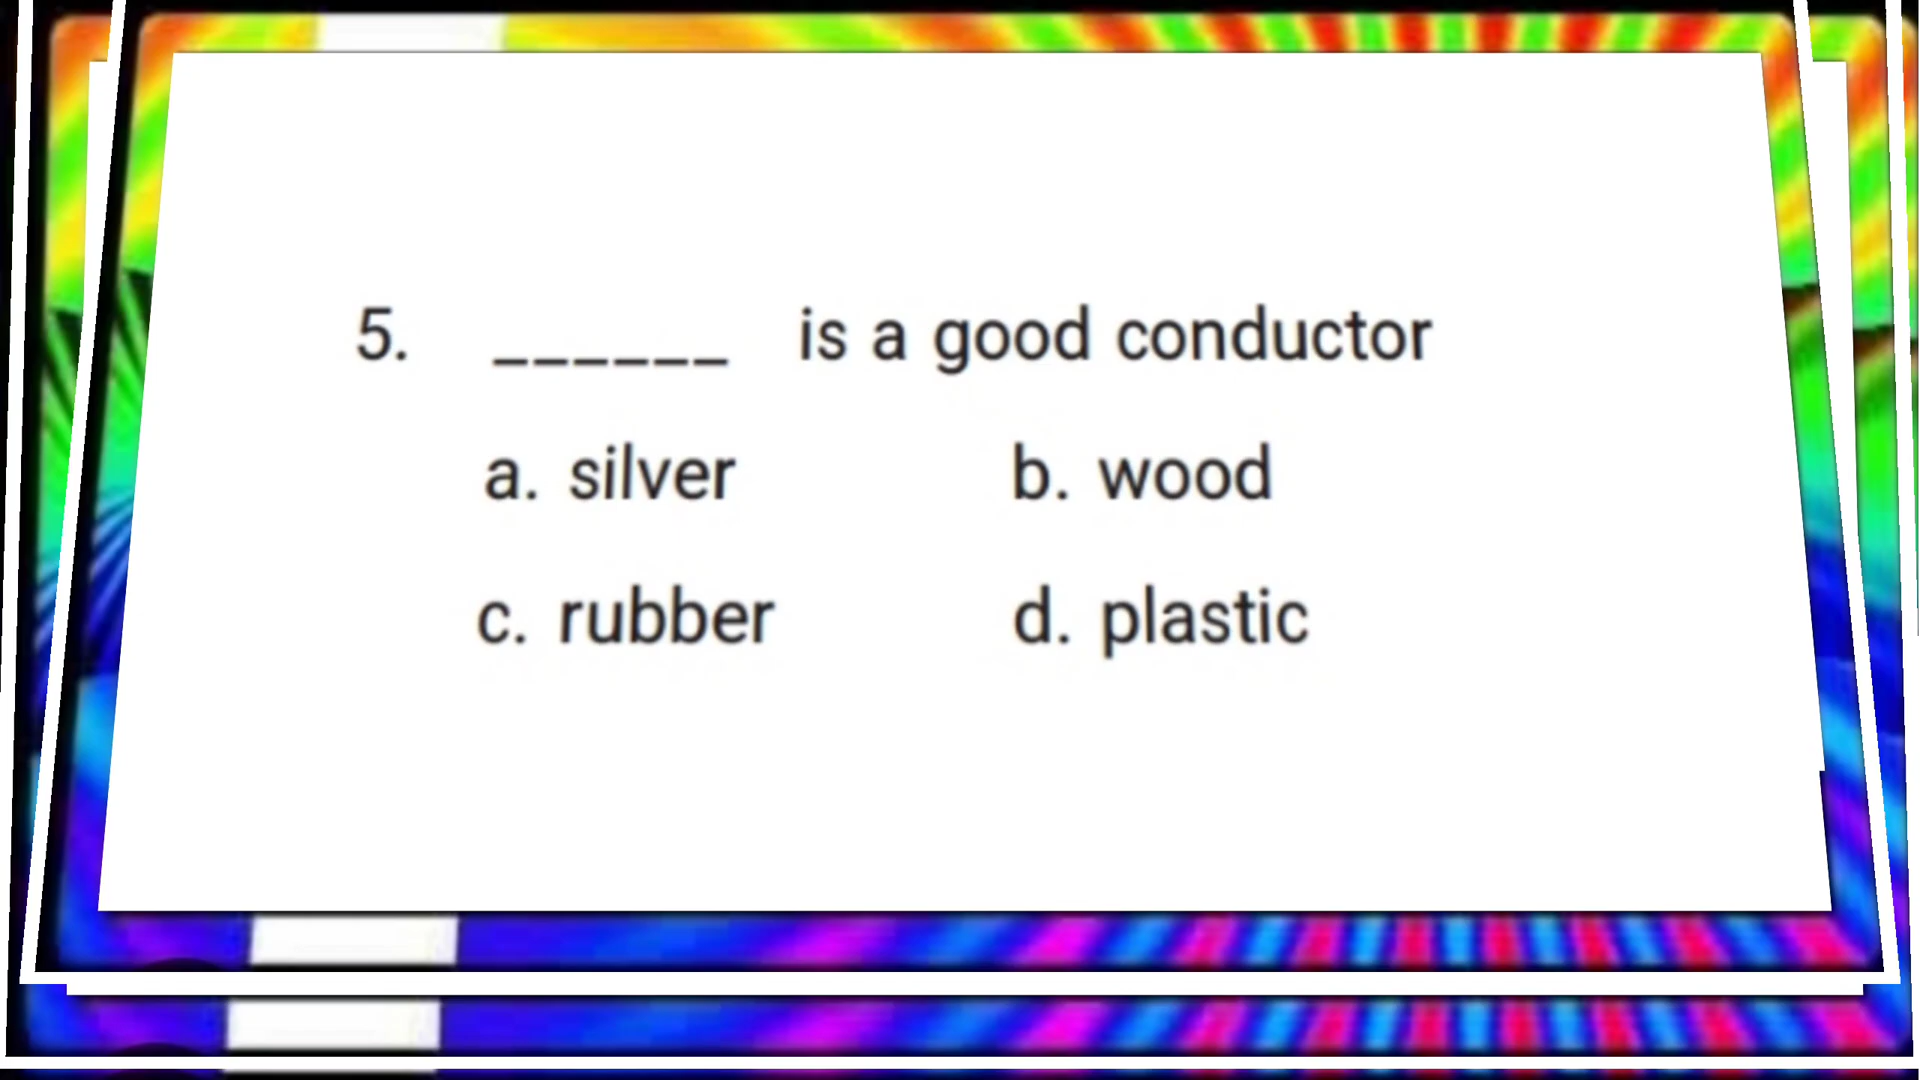 5. ______ is a good conductor
a. silver b. wood
c. rubber d. plastic